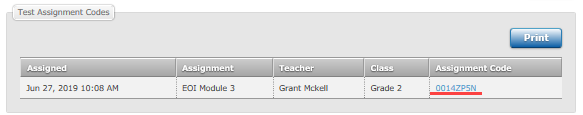 Test Assignment Codes
Print
Assigned Assignment Teacher Class Assignment Code
Jun 27, 2019 10:08 AM EOI Module 3 Grant Mckell Grade 2 0014ZP5N